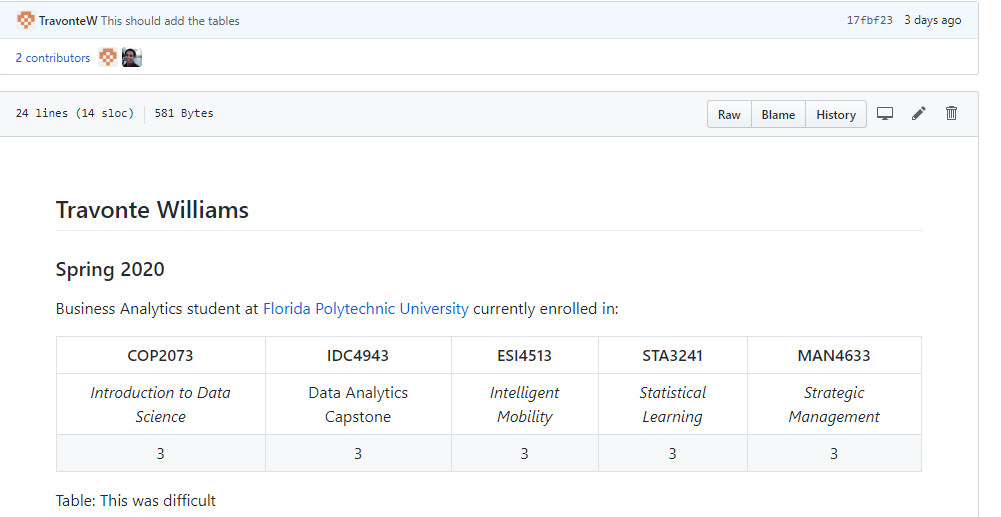 TravonteW This should add the tables 17fbf23 3 days ago
2 contributors
24 lines (14 sloc) 581 Bytes Raw Blame History
Travonte Williams
Spring 2020
Business Analytics student at Florida Polytechnic University currently enrolled in:
COP2073 IDC4943 ESI4513 STA3241 MAN4633
Introduction to Data Data Analytics Intelligent Statistical Strategic
Science Capstone Mobility Learning Management
3 3 3 3 3
Table: This was difficult